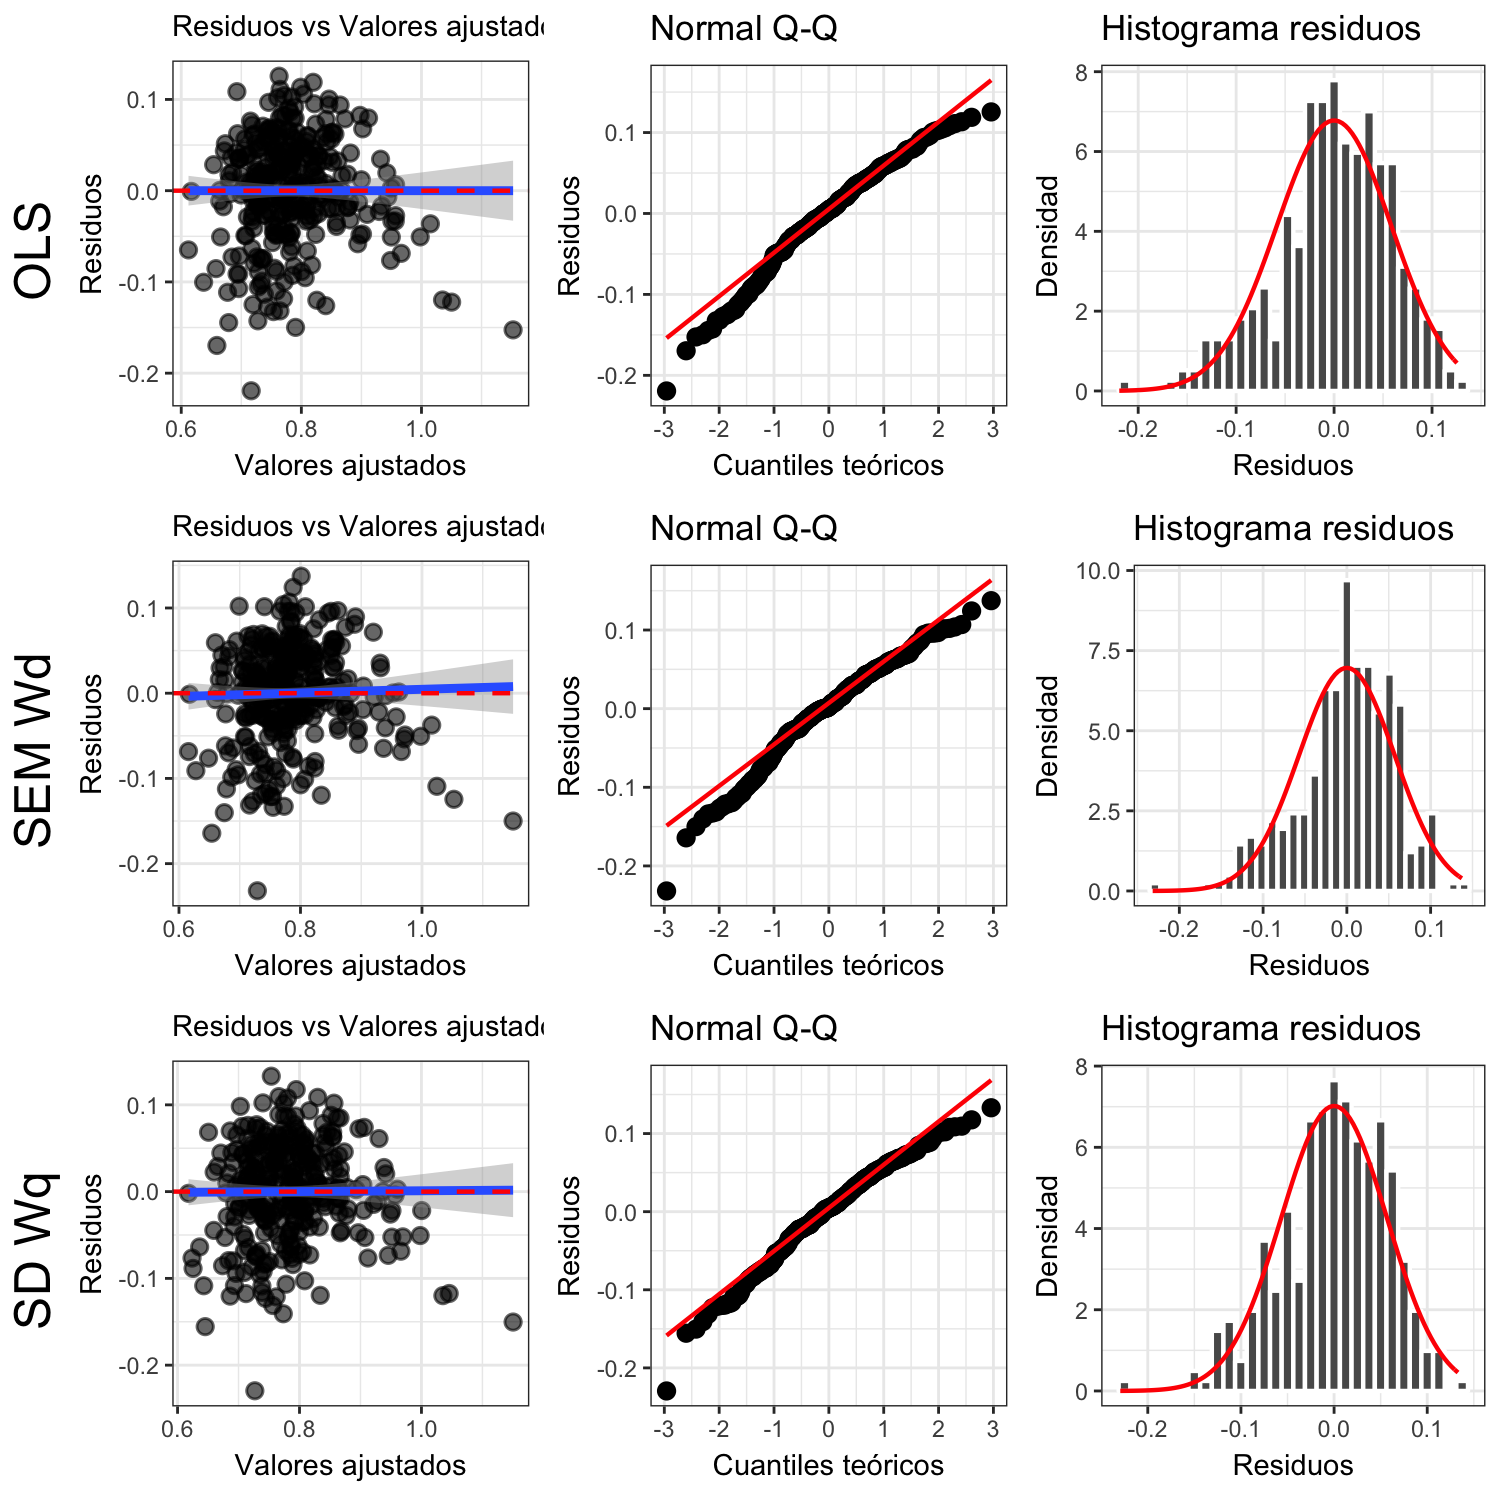 Residuos vs Valores ajustado
Normal Q-Q
Histograma residuos
OLS
Residuos
0.1
0.0
-0.1
-0.2
0.6 0.8 1.0
Valores ajustados
Residuos
0.1
0.0
-0.1
-0.2
-3 -2 -1 0 1 2 3
Cuantiles teóricos
Densidad
8
6
4
2
0
-0.2 -0.1 0.0 0.1
Residuos
Residuos vs Valores ajustado
Normal Q-Q
Histograma residuos
SEM Wd
Residuos
0.1
0.0
-0.1
-0.2
0.6 0.8 1.0
Valores ajustados
Residuos
0.1
0.0
-0.1
-0.2
-3 -2 -1 0 1 2 3
Cuantiles teóricos
Densidad
10.0
7.5
5.0
2.5
0.0
-0.2 -0.1 0.0 0.1
Residuos
Residuos vs Valores ajustado
Normal Q-Q
Histograma residuos
SD Wq
Residuos
0.1
0.0
-0.1
-0.2
0.6 0.8 1.0
Valores ajustados
Residuos
0.1
0.0
-0.1
-0.2
-3 -2 -1 0 1 2 3
Cuantiles teóricos
Densidad
8
6
4
2
0
-0.2 -0.1 0.0 0.1
Residuos